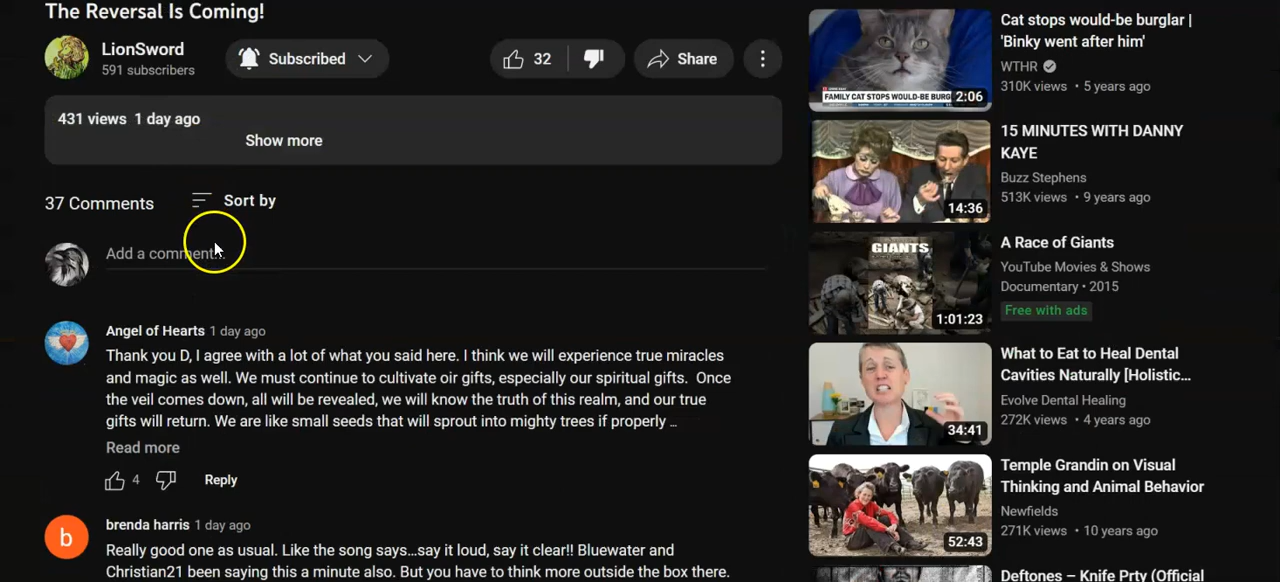 The Reversal Is Coming!
LionSword
591 subscribers
Subscribed
32
Share
431 views 1 day ago
Show more
37 Comments
Sort by
Add a comment...
Angel of Hearts 1 day ago
Thank you D, I agree with a lot of what you said here. I think we will experience true miracles
and magic as well. We must continue to cultivate oir gifts, especially our spiritual gifts. Once
the veil comes down, all will be revealed, we will know the truth of this realm, and our true
gifts will return. We are like small seeds that will sprout into mighty trees if properly …
Read more
4
Reply
b
brenda harris 1 day ago
Really good one as usual. Like the song says...say it loud, say it clear!! Bluewater and
Christian21 been saying this a minute also. But you have to think more outside the box there.
FAMILY CAT STOPS WOULD-BE BURG
2:06
Cat stops would-be burglar |
'Binky went after him'
WTHR
310K views • 5 years ago
14:36
15 MINUTES WITH DANNY
KAYE
Buzz Stephens
513K views • 9 years ago
GIANTS
1:01:23
A Race of Giants
YouTube Movies & Shows
Documentary • 2015
Free with ads
34:41
What to Eat to Heal Dental
Cavities Naturally [Holistic...
Evolve Dental Healing
272K views • 4 years ago
52:43
Temple Grandin on Visual
Thinking and Animal Behavior
Newfields
271K views • 10 years ago
Deftones – Knife Prty (Official